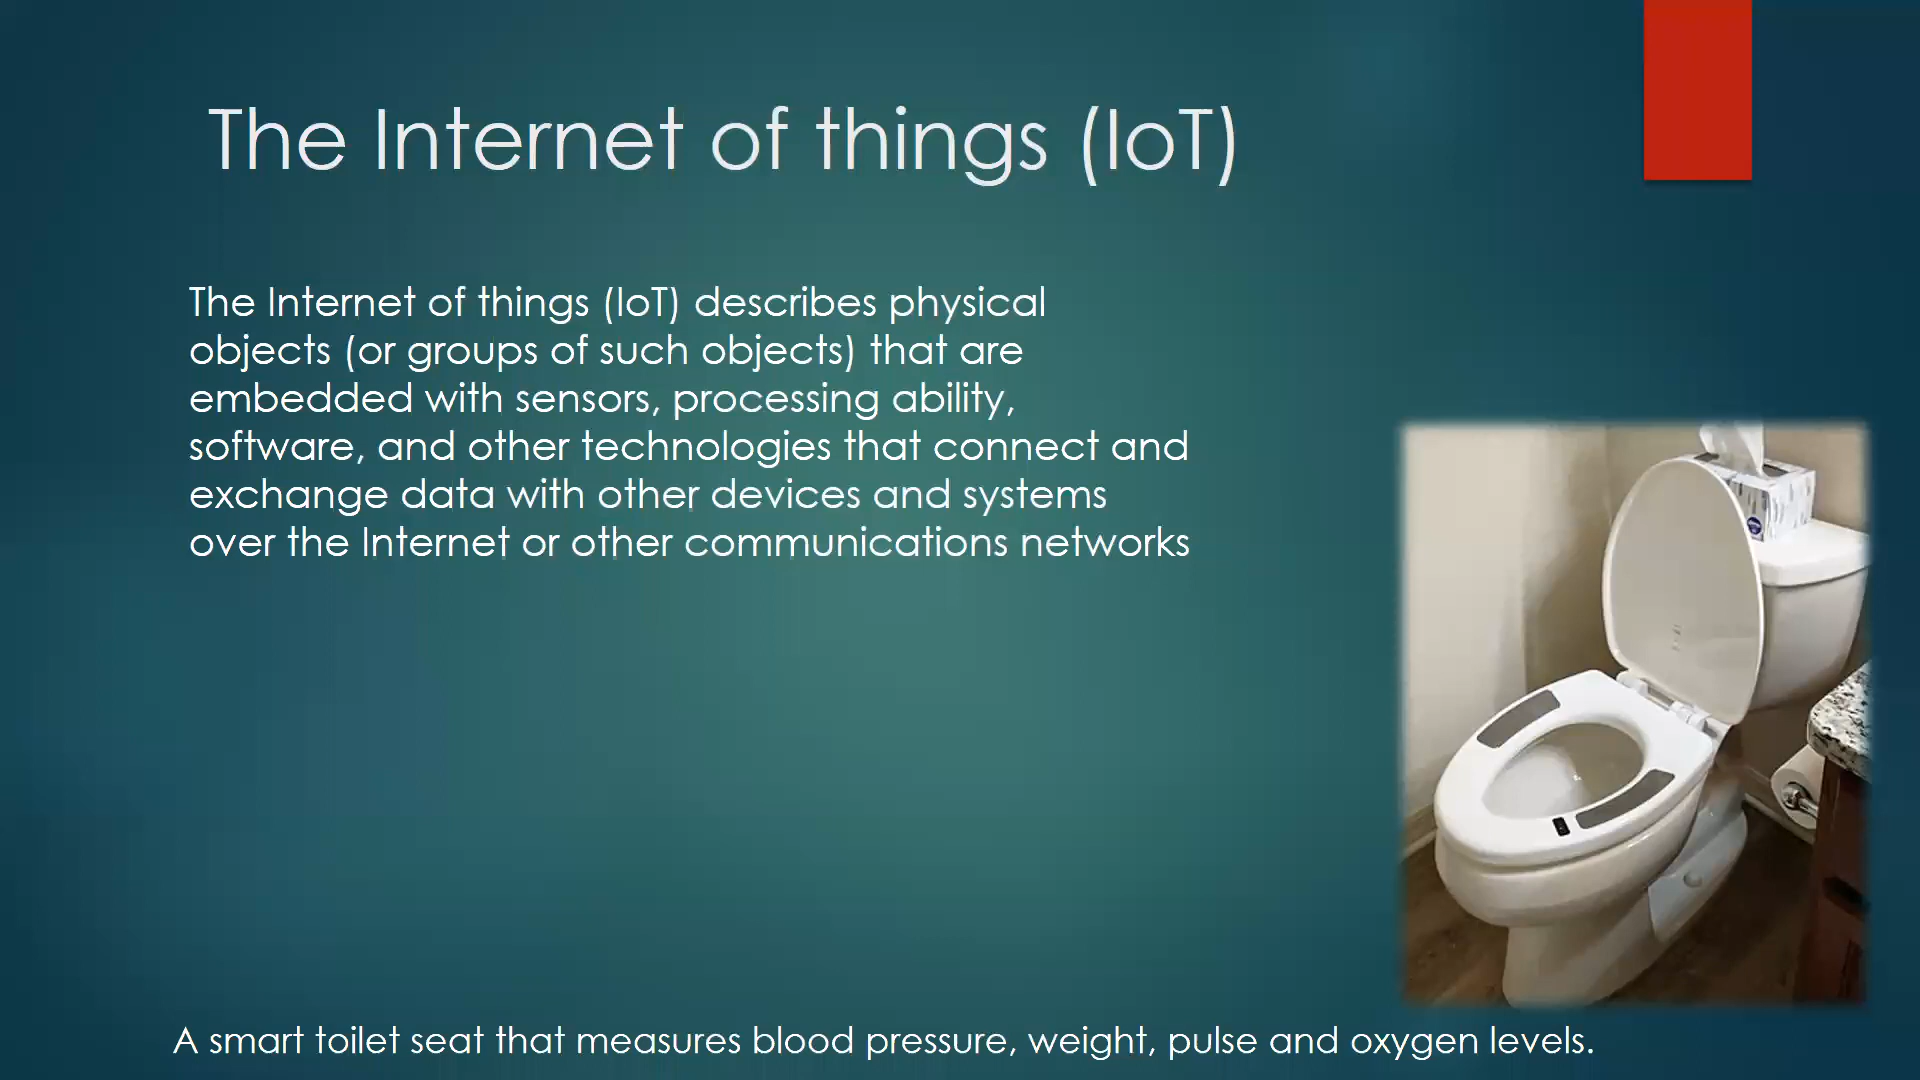 The Internet of things (IoT)
The Internet of things (IoT) describes physical
objects (or groups of such objects) that are
embedded with sensors, processing ability,
software, and other technologies that connect and
exchange data with other devices and systems
over the Internet or other communications networks
A smart toilet seat that measures blood pressure, weight, pulse and oxygen levels.